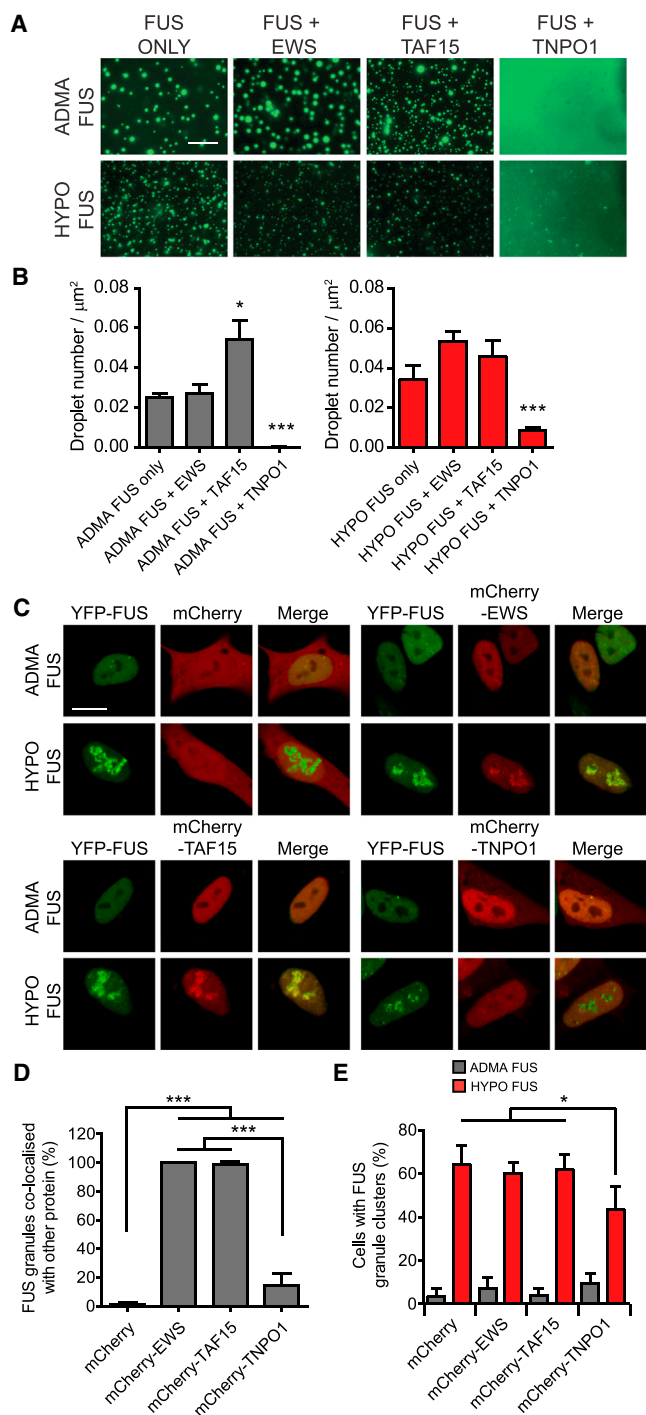 A
FUS ONLY
FUS + EWS
FUS + TAF15
FUS + TNPO1
ADMA FUS
HYPO FUS
B
Droplet number / μm²
0.08
0.06
0.04
0.02
0.00
*
***
ADMA FUS only
ADMA FUS + EWS
ADMA FUS + TAF15
ADMA FUS + TNPO1
Droplet number / μm²
0.08
0.06
0.04
0.02
0.00
***
HYPO FUS only
HYPO FUS + EWS
HYPO FUS + TAF15
HYPO FUS + TNPO1
C
YFP-FUS
mCherry
Merge
YFP-FUS
mCherry
-EWS
Merge
ADMA FUS
HYPO FUS
YFP-FUS
mCherry
-TAF15
Merge
YFP-FUS
mCherry
-TNPO1
Merge
ADMA FUS
HYPO FUS
D
FUS granules co-localised
with other protein (%)
120
100
80
60
40
20
0
***
***
mCherry
mCherry-EWS
mCherry-TAF15
mCherry-TNPO1
E
ADMA FUS
HYPO FUS
Cells with FUS
granule clusters (%)
80
60
40
20
0
*
mCherry
mCherry-EWS
mCherry-TAF15
mCherry-TNPO1